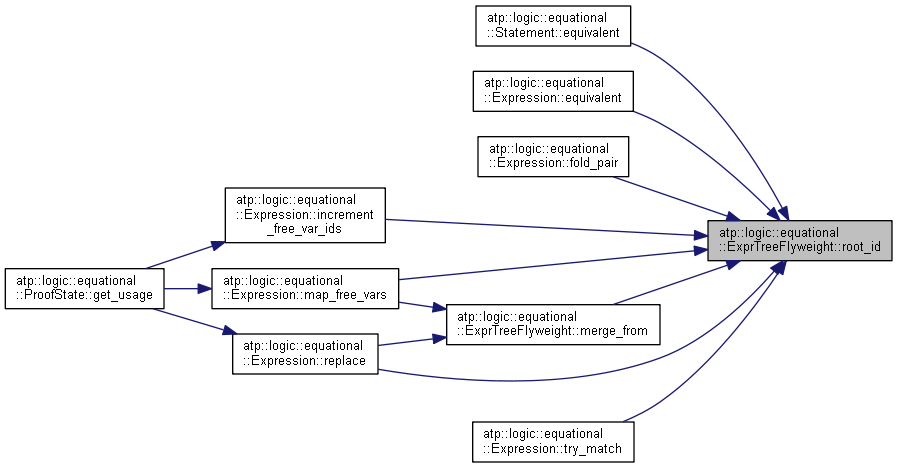 atp::logic::equational
::Statement::equivalent
atp::logic::equational
::Expression::equivalent
atp::logic::equational
::Expression::fold_pair
atp::logic::equational
::Expression::increment
_free_var_ids
atp::logic::equational
::ExprTreeFlyweight::root_id
atp::logic::equational
::ProofState::get_usage
atp::logic::equational
::Expression::map_free_vars
atp::logic::equational
::ExprTreeFlyweight::merge_from
atp::logic::equational
::Expression::replace
atp::logic::equational
::Expression::try_match